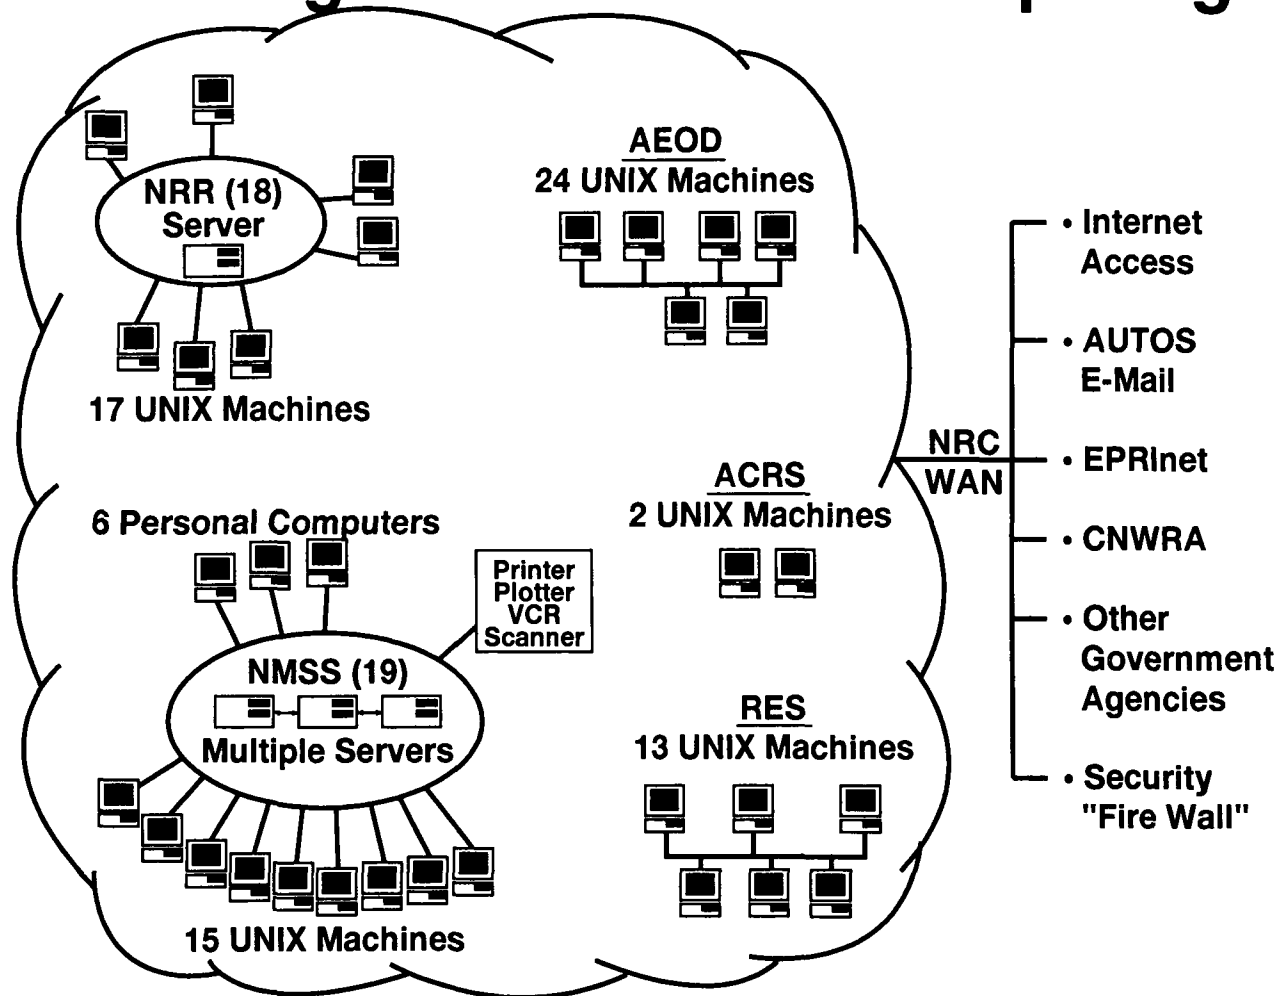 NRR (18)
Server
17 UNIX Machines
AEOD
24 UNIX Machines
6 Personal Computers
Printer
Plotter
VCR
Scanner
NMSS (19)
Multiple Servers
15 UNIX Machines
ACRS
2 UNIX Machines
RES
13 UNIX Machines
NRC
WAN
• Internet
Access
• AUTOS
E-Mail
• EPRInet
• CNWRA
• Other
Government
Agencies
• Security
"Fire Wall"